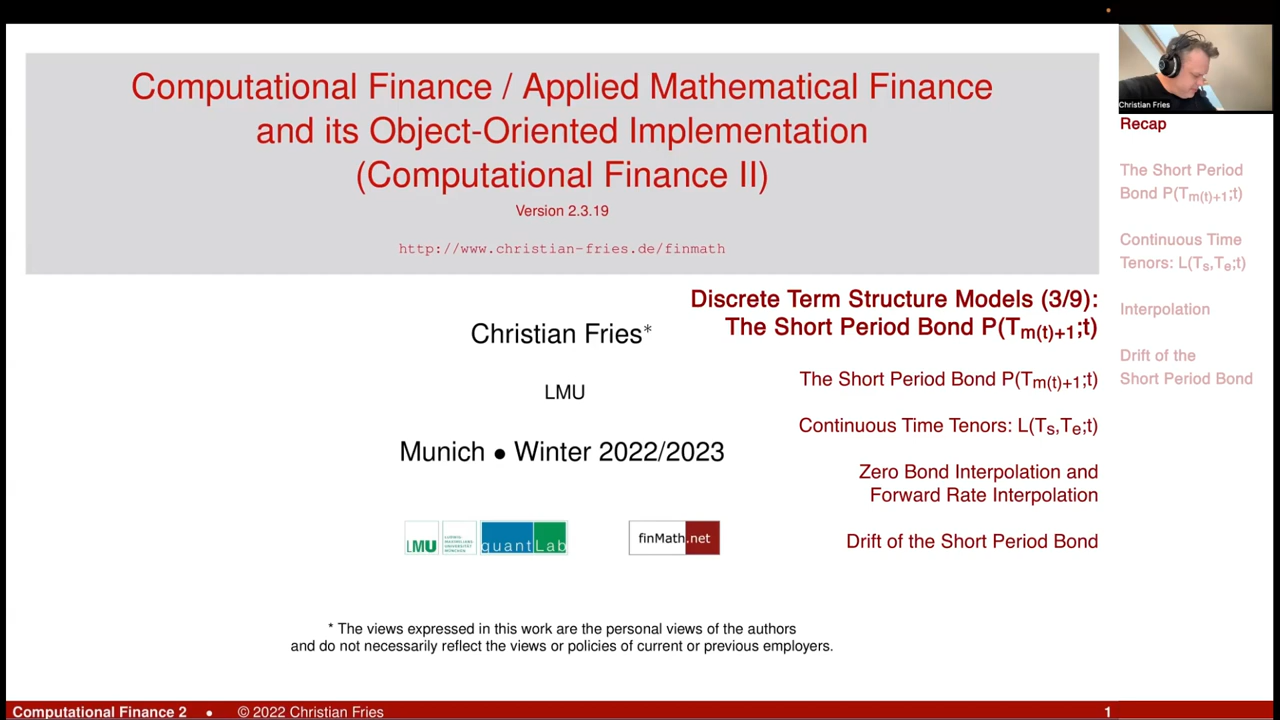 Computational Finance / Applied Mathematical Finance
and its Object-Oriented Implementation
(Computational Finance II)
Version 2.3.19
http://www.christian-fries.de/finmath
Christian Fries*
LMU
Munich • Winter 2022/2023
Discrete Term Structure Models (3/9):
The Short Period Bond P(Tm(t)+1;t)
The Short Period Bond P(Tm(t)+1;t)
Continuous Time Tenors: L(Ts,Te;t)
Zero Bond Interpolation and
Forward Rate Interpolation
Drift of the Short Period Bond
LMU
quantLab
finMath.net
* The views expressed in this work are the personal views of the authors
and do not necessarily reflect the views or policies of current or previous employers.
Christian Fries
Recap
The Short Period
Bond P(Tm(t)+1;t)
Continuous Time
Tenors: L(Ts,Te;t)
Interpolation
Drift of the
Short Period Bond
Computational Finance 2 • © 2022 Christian Fries 1